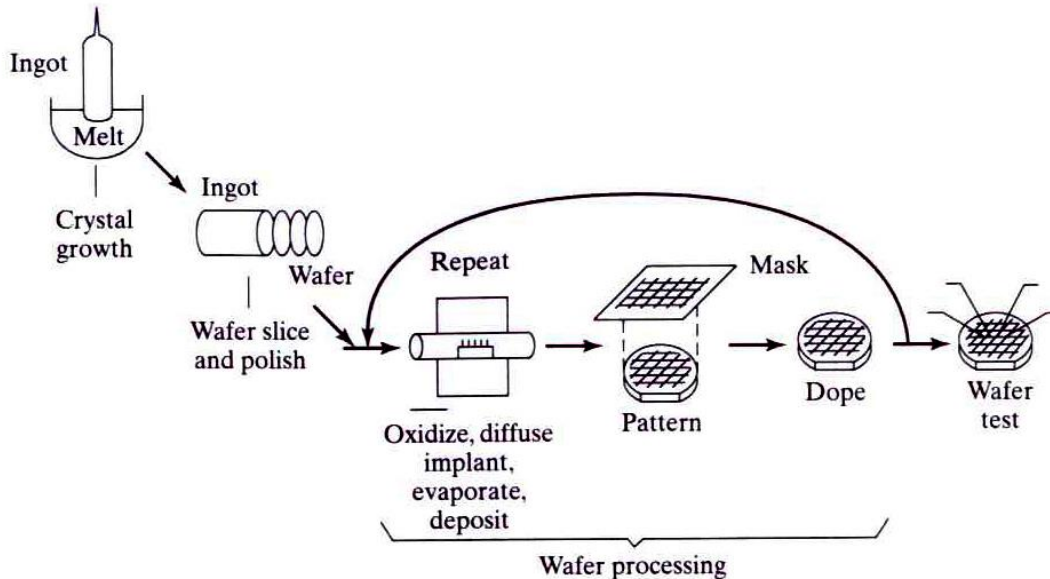 Ingot
Melt
Crystal
growth
Ingot
Wafer
Wafer slice
and polish
Repeat
Oxidize, diffuse
implant,
evaporate,
deposit
Mask
Pattern
Dope
Wafer
test
Wafer processing